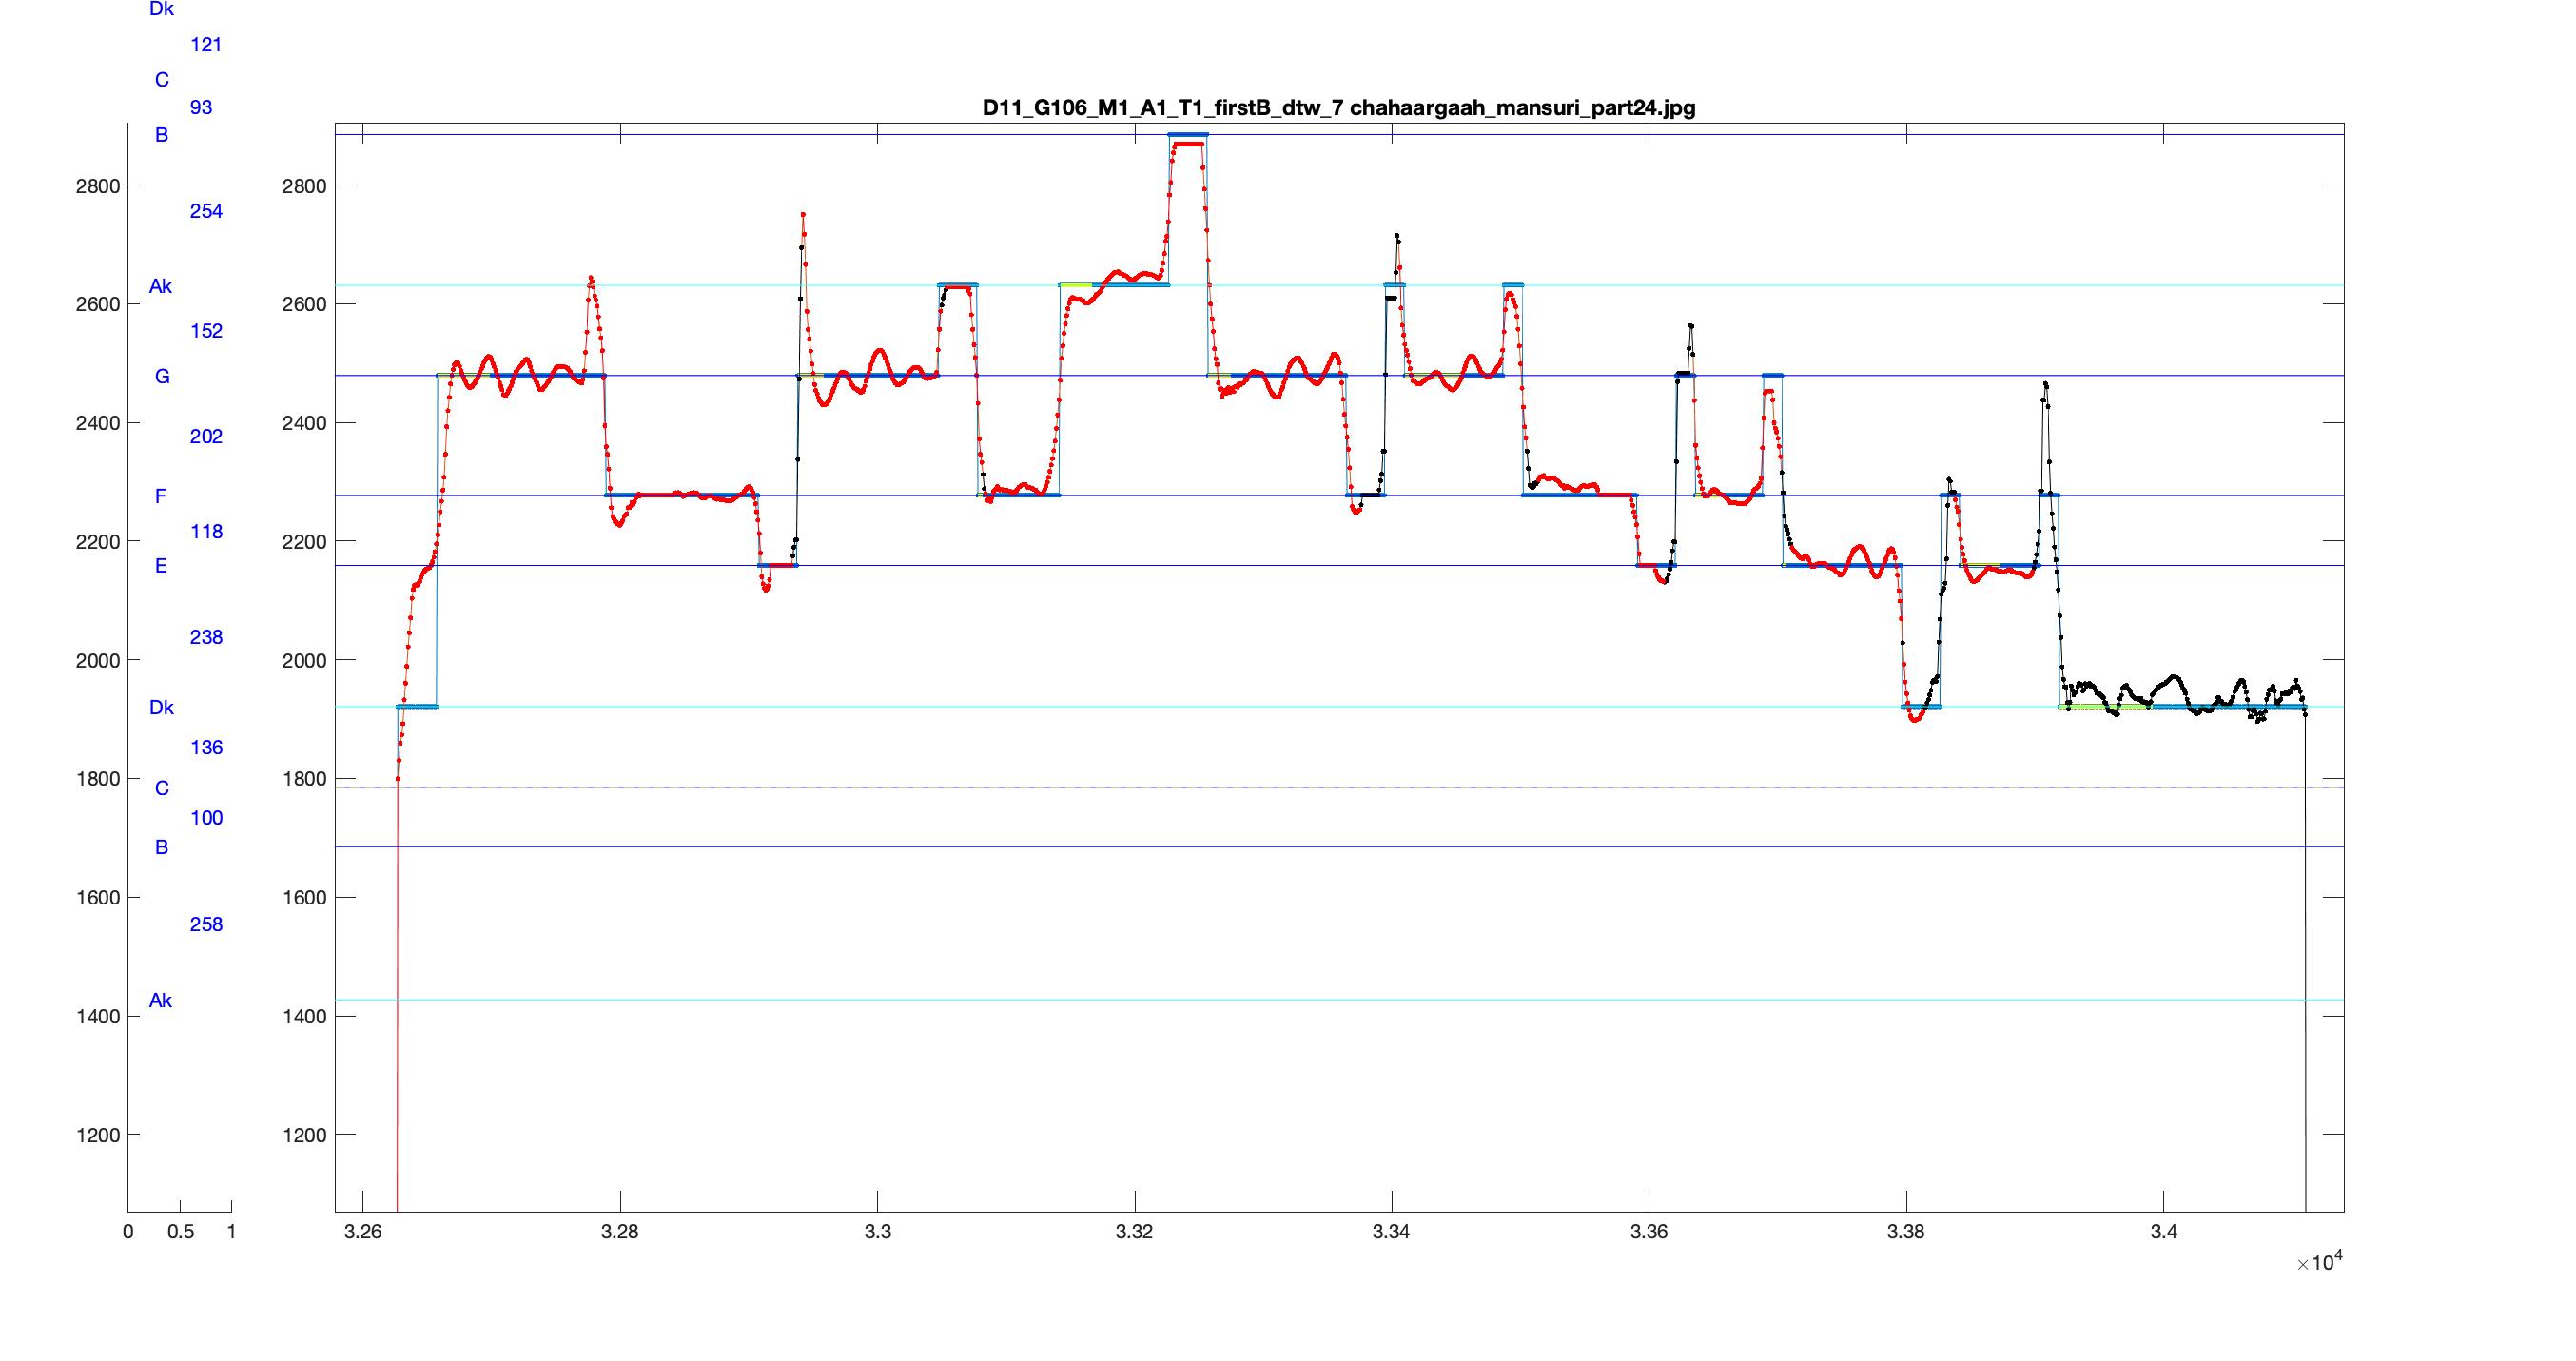 Dk
121
C
93
D11_G106_M1_A1_T1_firstB_dtw_7 chahaargaah_mansuri_part24.jpg
B
2800 2800
254
Ak
2600 2600
152
G
2400 2400
202
F
118
2200 2200
E
238
2000 2000
Dk
136
1800 1800
C
100
B
1600 1600
258
Ak
1400 1400
1200 1200
0 0.5 1 3.26 3.28 3.3 3.32 3.34 3.36 3.38 3.4
×10⁴